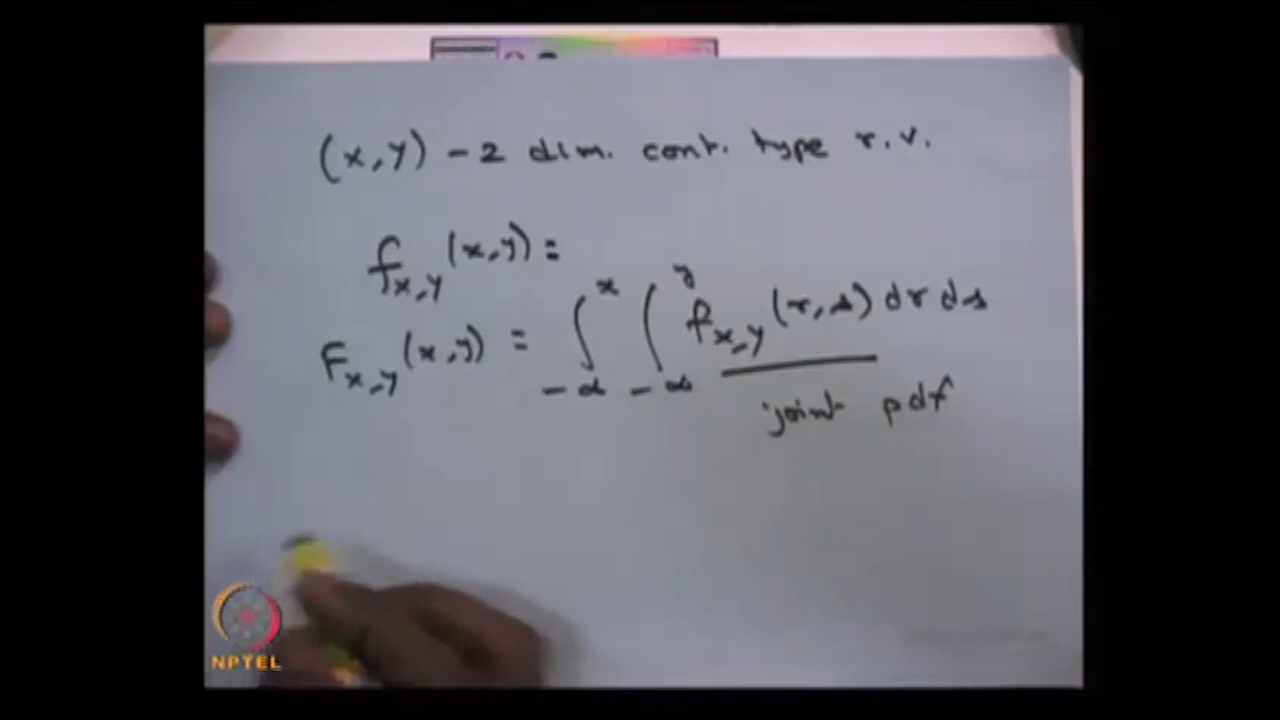 (x,y) - 2 dim. cont. type r.v.
f_{x,y}(x,y) =
F_{x,y}(x,y) = ∫_{-∞}^{x} ∫_{-∞}^{y} f_{x,y}(r,s) dr ds
joint pdf
NPTEL